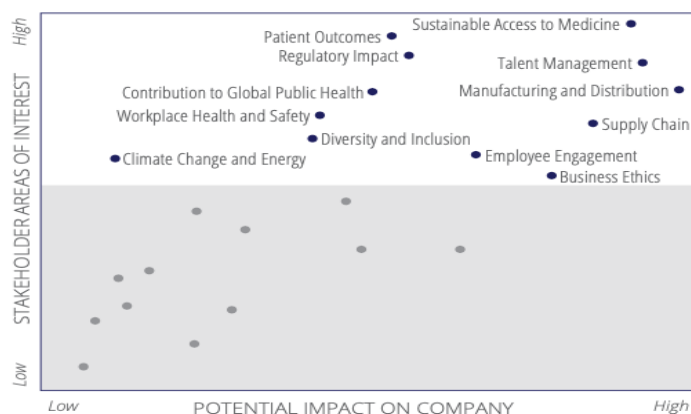 High
Sustainable Access to Medicine
Patient Outcomes
Regulatory Impact
Talent Management
Contribution to Global Public Health
Manufacturing and Distribution
Workplace Health and Safety
Supply Chain
Diversity and Inclusion
Climate Change and Energy
Employee Engagement
Business Ethics
STAKEHOLDER AREAS OF INTEREST
Low
Low
POTENTIAL IMPACT ON COMPANY
High